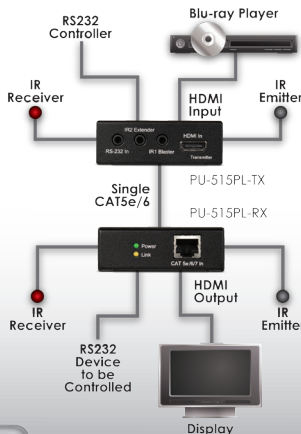 RS232
Controller
Blu-ray Player
IR
Receiver
HDMI
Input
IR
Emitter
IR2 Extender
HDMI In
RS-232 In
IR1 Blaster
Transmitter
Single
CAT5e/6
PU-515PL-TX
PU-515PL-RX
Power
Link
CAT 5e/6/7 In
IR
Receiver
HDMI
Output
IR
Emitter
RS232
Device
to be
Controlled
Display